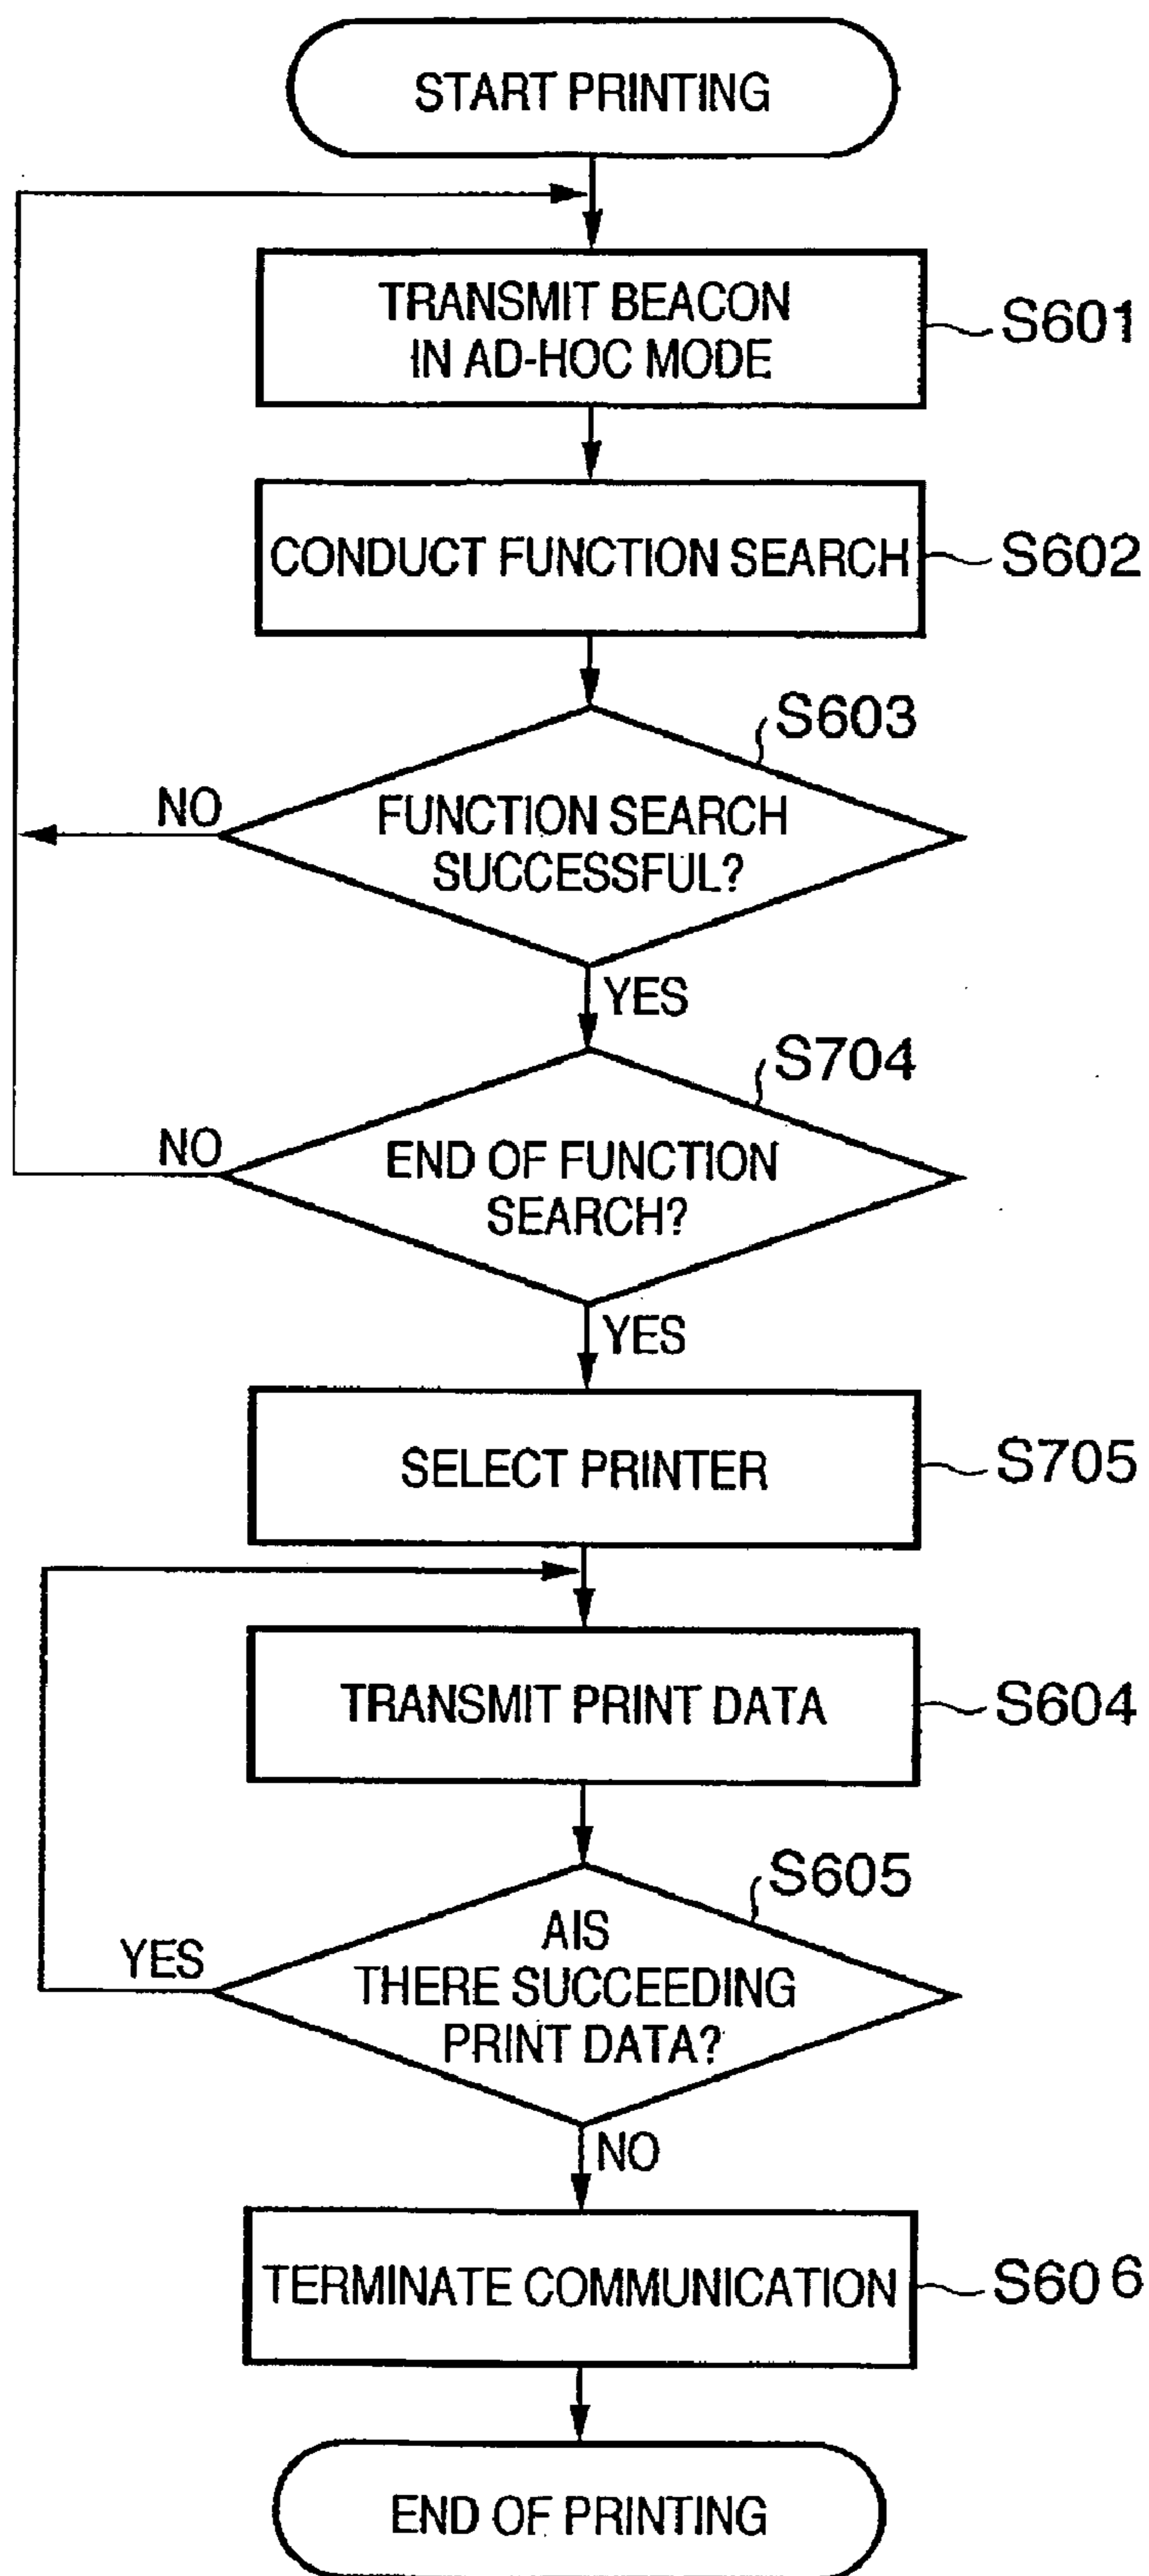 START PRINTING
TRANSMIT BEACON
IN AD-HOC MODE
S601
CONDUCT FUNCTION SEARCH
S602
S603
FUNCTION SEARCH
SUCCESSFUL?
NO
YES
S704
END OF FUNCTION
SEARCH?
NO
YES
SELECT PRINTER
S705
TRANSMIT PRINT DATA
S604
S605
AIS
THERE SUCCEEDING
PRINT DATA?
YES
NO
TERMINATE COMMUNICATION
S606
END OF PRINTING